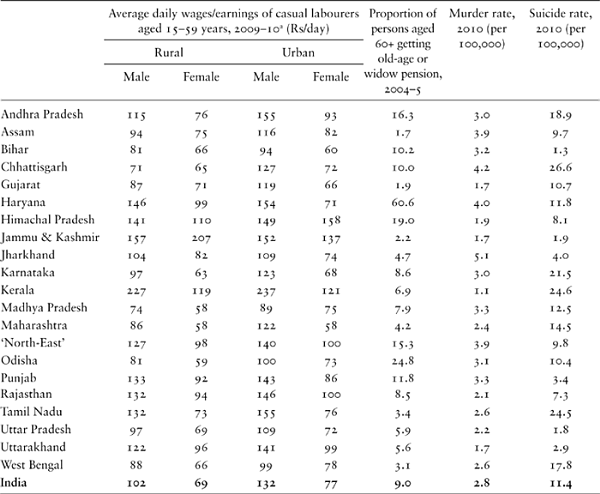 Average daily wages/earnings of casual labourers aged 15–59 years, 2009–10ª (Rs/day) Proportion of persons aged 60+ getting old-age or widow pension, 2004–5 Murder rate, 2010 (per 100,000) Suicide rate, 2010 (per 100,000)
Rural Urban
Male Female Male Female
Andhra Pradesh 115 76 155 93 16.3 3.0 18.9
Assam 94 75 116 82 1.7 3.9 9.7
Bihar 81 66 94 60 10.2 3.2 1.3
Chhattisgarh 71 65 127 72 10.0 4.2 26.6
Gujarat 87 71 119 66 1.9 1.7 10.7
Haryana 146 99 154 71 60.6 4.0 11.8
Himachal Pradesh 141 110 149 158 19.0 1.9 8.1
Jammu & Kashmir 157 207 152 137 2.2 1.7 1.9
Jharkhand 104 82 109 74 4.7 5.1 4.0
Karnataka 97 63 123 68 8.6 3.0 21.5
Kerala 227 119 237 121 6.9 1.1 24.6
Madhya Pradesh 74 58 89 75 7.9 3.3 12.5
Maharashtra 86 58 122 58 4.2 2.4 14.5
‘North-East’ 127 98 140 100 15.3 3.9 9.8
Odisha 81 59 100 73 24.8 3.1 10.4
Punjab 133 92 143 86 11.8 3.3 3.4
Rajasthan 132 94 146 100 8.5 2.1 7.3
Tamil Nadu 132 73 155 76 3.4 2.6 24.5
Uttar Pradesh 97 69 109 72 5.9 2.2 1.8
Uttarakhand 122 96 141 99 5.6 1.7 2.9
West Bengal 88 66 99 78 3.1 2.6 17.8
India 102 69 132 77 9.0 2.8 11.4